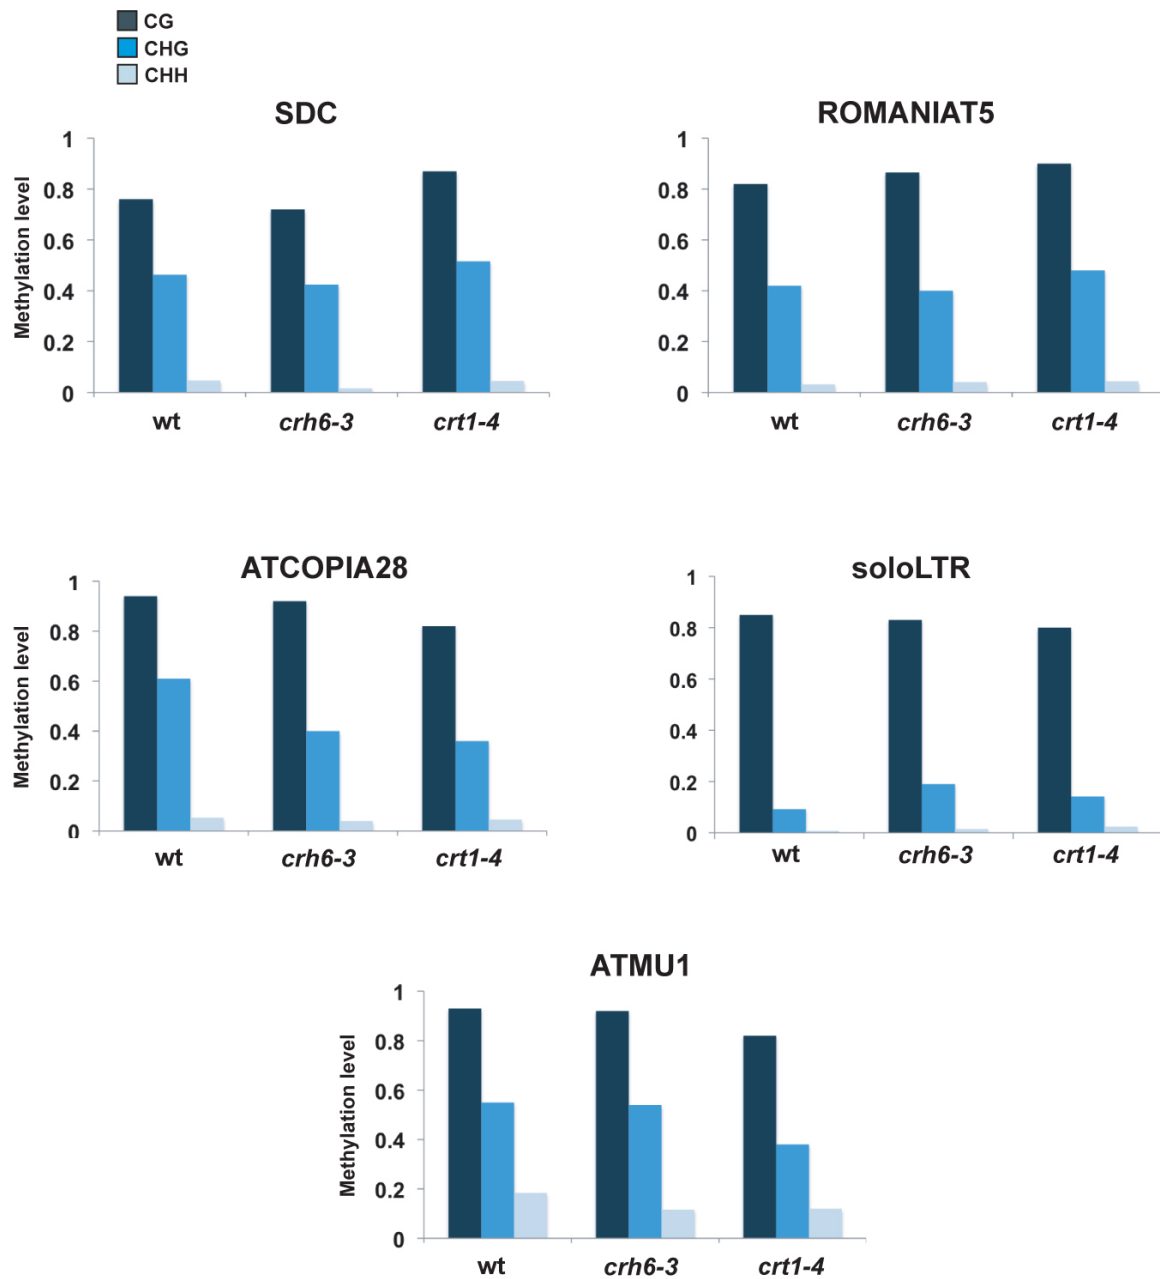 CG
CHG
CHH
SDC
Methylation level
1
0.8
0.6
0.4
0.2
0
wt
crh6-3
crt1-4
ROMANIAT5
1
0.8
0.6
0.4
0.2
0
wt
crh6-3
crt1-4
ATCOPIA28
Methylation level
1
0.8
0.6
0.4
0.2
0
wt
crh6-3
crt1-4
soloLTR
1
0.8
0.6
0.4
0.2
0
wt
crh6-3
crt1-4
ATMU1
Methylation level
1
0.8
0.6
0.4
0.2
0
wt
crh6-3
crt1-4